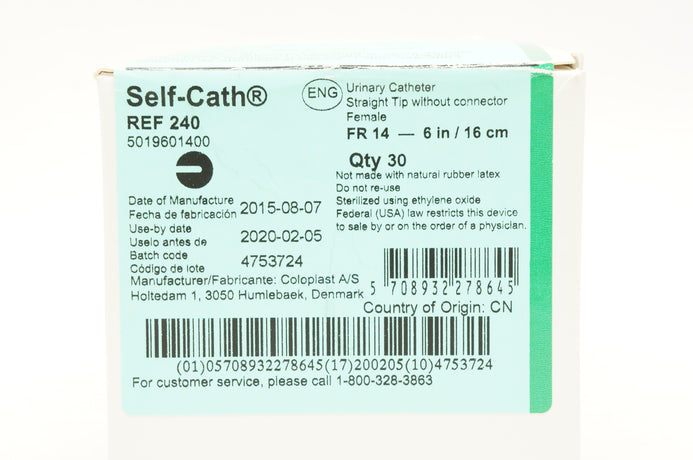 Self-Cath®
REF 240
5019601400
ENG
Urinary Catheter
Straight Tip without connector
Female
FR 14 — 6 in / 16 cm
Qty 30
Not made with natural rubber latex
Do not re-use
Sterilized using ethylene oxide
Federal (USA) law restricts this device
to sale by or on the order of a physician.
Date of Manufacture
Fecha de fabricación 2015-08-07
Use-by date
Uselo antes de 2020-02-05
Batch code
Código de lote 4753724
Manufacturer/Fabricante: Coloplast A/S
Holtedam 1, 3050 Humlebaek, Denmark
5 708932 278645
Country of Origin: CN
(01)05708932278645(17)200205(10)4753724
For customer service, please call 1-800-328-3863